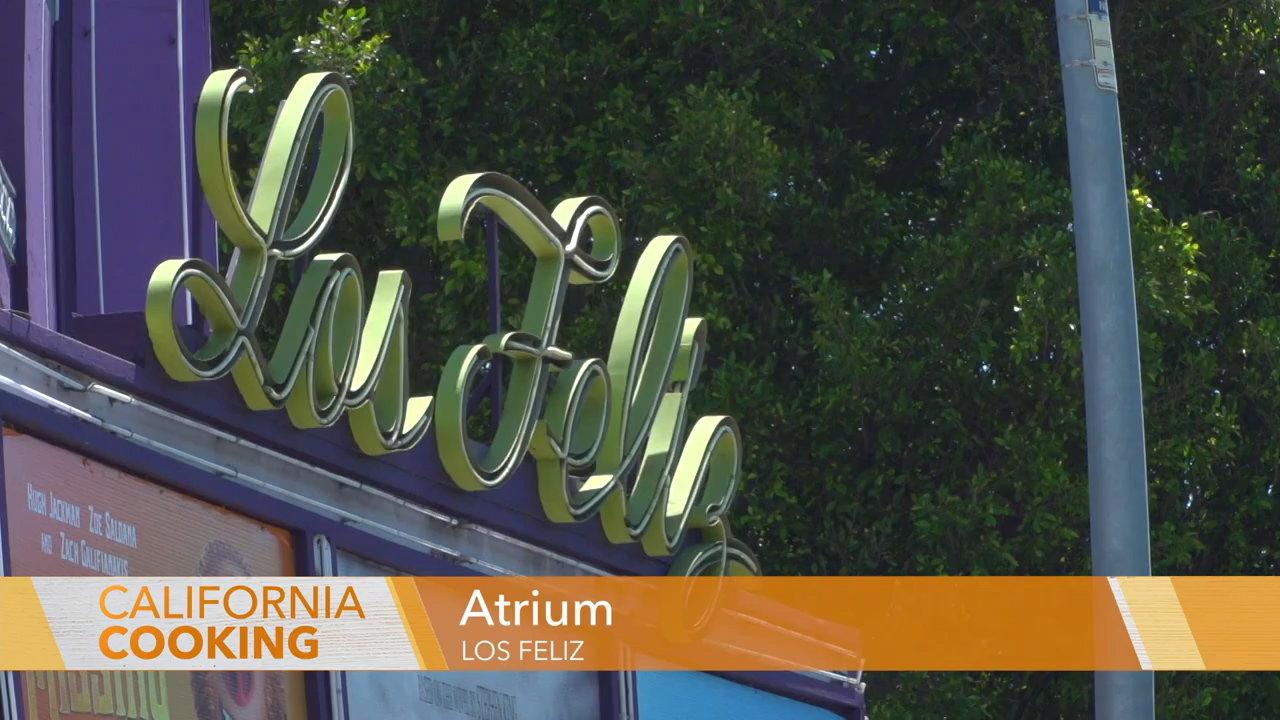 Los Feliz
HUGH JACKMAN ZOE SALDANA
AND ZACH GALIFIANAKIS
CALIFORNIA
COOKING
Atrium
LOS FELIZ